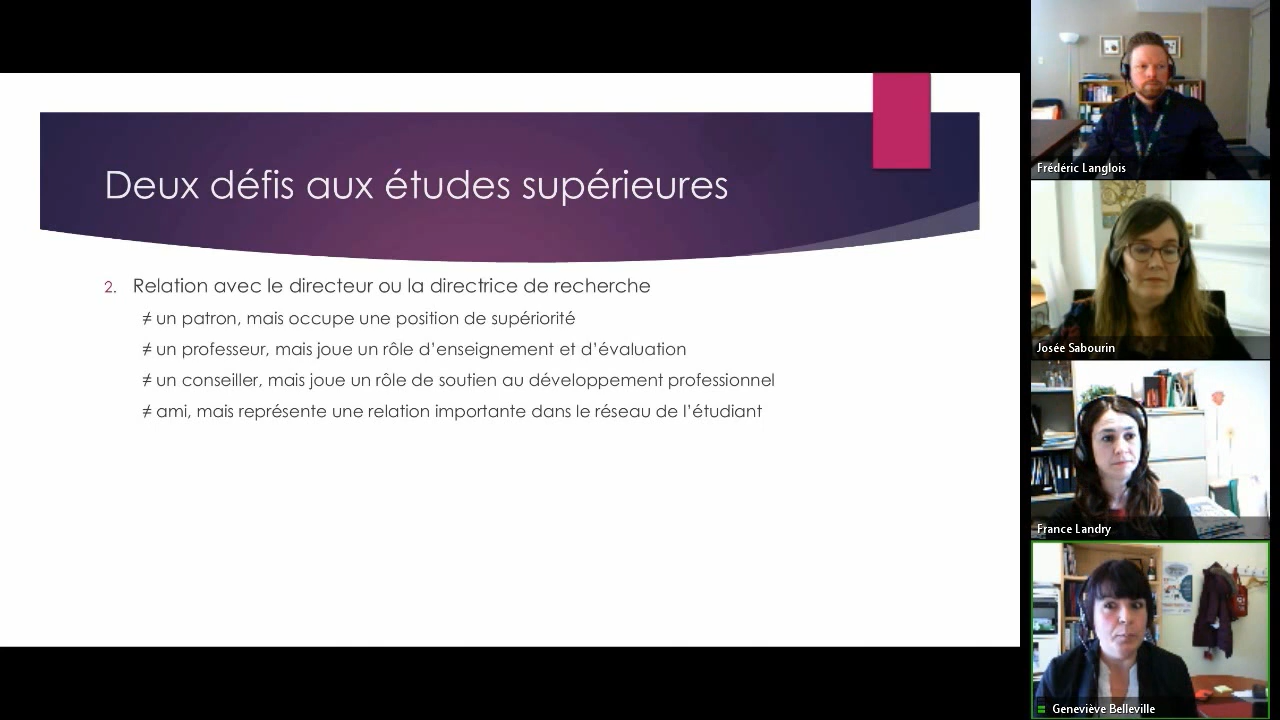 Deux défis aux études supérieures
2. Relation avec le directeur ou la directrice de recherche
≠ un patron, mais occupe une position de supériorité
≠ un professeur, mais joue un rôle d'enseignement et d'évaluation
≠ un conseiller, mais joue un rôle de soutien au développement professionnel
≠ ami, mais représente une relation importante dans le réseau de l'étudiant
Frédéric Langlois
Josée Sabourin
France Landry
Geneviève Belleville